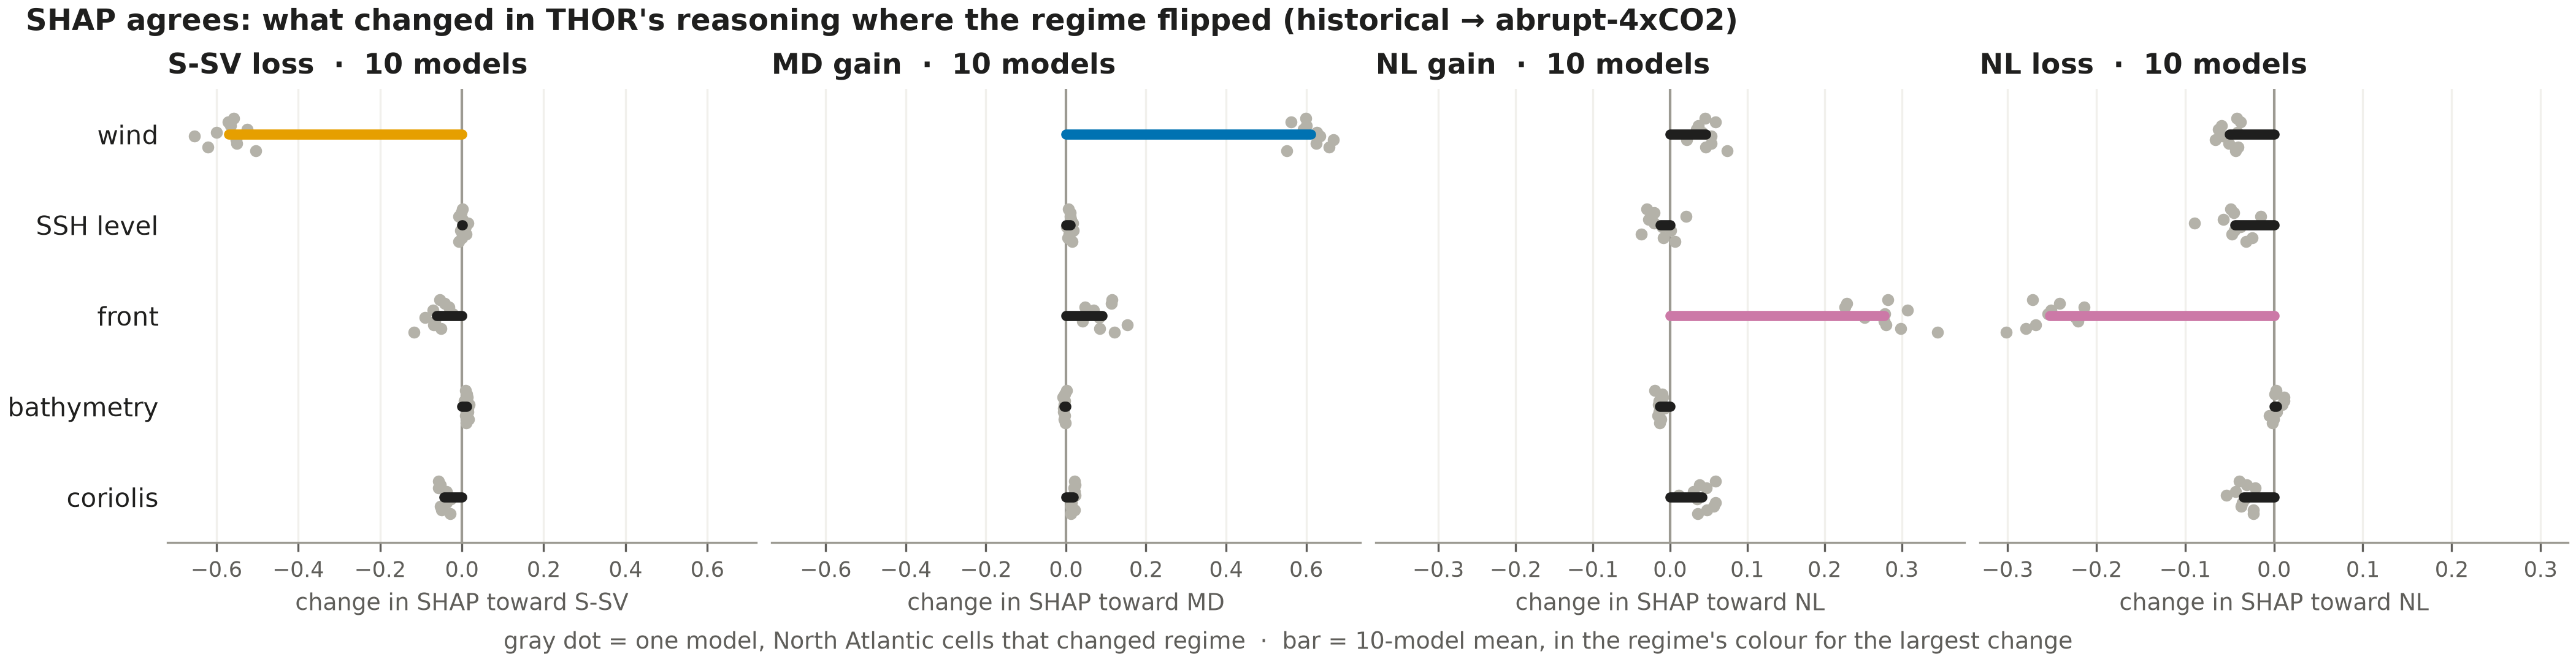 SHAP agrees: what changed in THOR's reasoning where the regime flipped (historical → abrupt-4xCO2)
S-SV loss · 10 models
MD gain · 10 models
NL gain · 10 models
NL loss · 10 models
wind
SSH level
front
bathymetry
coriolis
−0.6 −0.4 −0.2 0.0 0.2 0.4 0.6
−0.6 −0.4 −0.2 0.0 0.2 0.4 0.6
−0.3 −0.2 −0.1 0.0 0.1 0.2 0.3
−0.3 −0.2 −0.1 0.0 0.1 0.2 0.3
change in SHAP toward S-SV
change in SHAP toward MD
change in SHAP toward NL
change in SHAP toward NL
gray dot = one model, North Atlantic cells that changed regime · bar = 10-model mean, in the regime's colour for the largest change